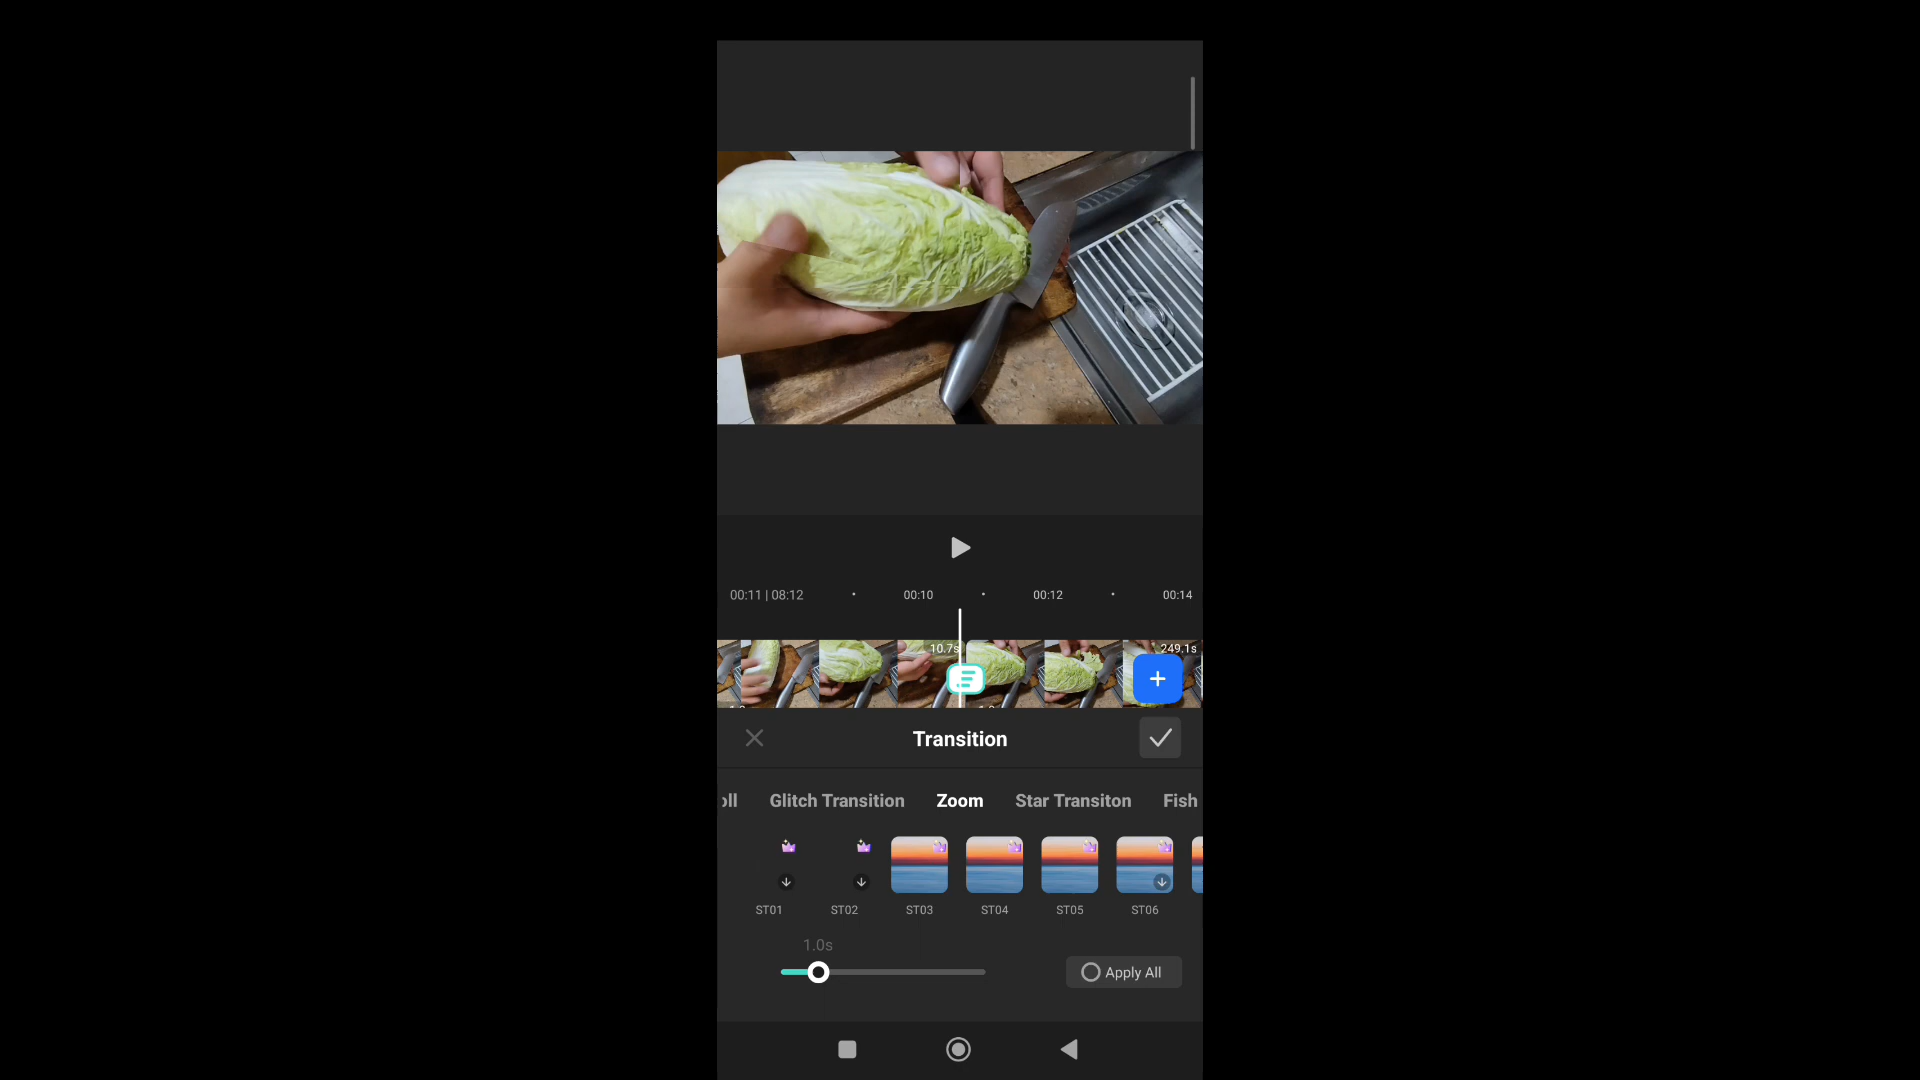 00:11 | 08:12
00:10
00:12
00:14
10.7s
249.1s
Transition
Glitch Transition
Zoom
Star Transiton
Fish
ST01
ST02
ST03
ST04
ST05
ST06
1.0s
Apply All